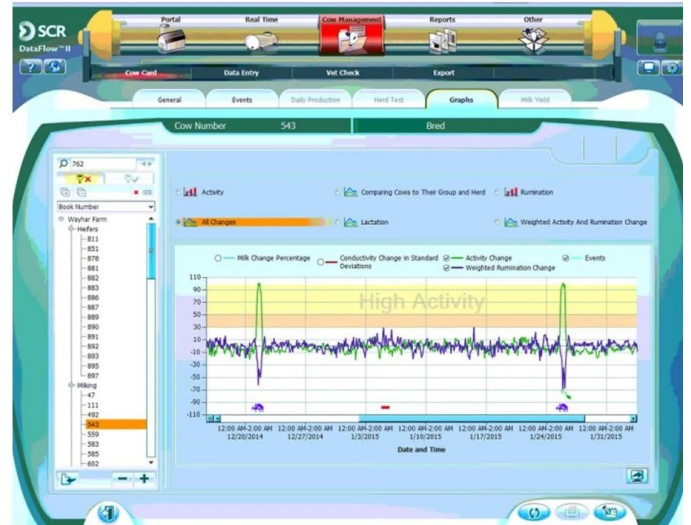 SCR
DataFlow™II
Portal
Real Time
Cow Management
Reports
Other
Cow Card
Data Entry
Vet Check
Export
General
Events
Daily Production
Herd Test
Graphs
Milk Yield
Cow Number 543 Bred
762
Book Number
Wayhar Farm
Heifers
811
851
878
881
882
883
886
887
889
890
891
892
893
895
897
Milking
47
111
492
543
559
583
585
682
Activity
Comparing Cows to Their Group and Herd
Rumination
All Changes
Lactation
Weighted Activity And Rumination Change
Milk Change Percentage
Conductivity Change in Standard Deviations
Activity Change
Events
Weighted Rumination Change
High Activity
110
90
70
50
30
10
-10
-30
-50
-70
-90
-110
12:00 AM-2:00 AM 12:00 AM-2:00 AM 12:00 AM-2:00 AM 12:00 AM-2:00 AM 12:00 AM-2:00 AM 12:00 AM-2:00 AM 12:00 AM-2:00 AM
12/20/2014 12/27/2014 1/3/2015 1/10/2015 1/17/2015 1/24/2015 1/31/2015
Date and Time